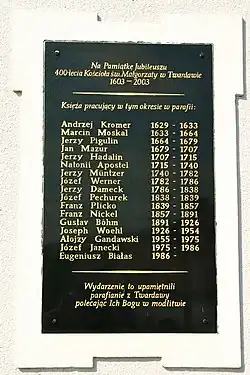 Na Pamiątkę Jubileuszu
400-lecia Kościoła św. Małgorzaty w Twardawie
1603 - 2003
Księża pracujący w tym okresie w parafii:
Andrzej Kromer 1629 - 1633
Marcin Moskal 1633 - 1664
Jerzy Pigulin 1664 - 1679
Jan Mazur 1679 - 1707
Jerzy Hadalin 1707 - 1715
Natonii Apostel 1715 - 1740
Jerzy Müntzer 1740 - 1782
Józef Werner 1782 - 1786
Jerzy Dameck 1786 - 1838
Józef Pechurek 1838 - 1839
Franz Plicko 1839 - 1857
Franz Nickel 1857 - 1891
Gustav Böhm 1891 - 1926
Joseph Woehl 1926 - 1954
Alojzy Gandawski 1955 - 1975
Józef Janecki 1975 - 1986
Eugeniusz Białas 1986 -
Wydarzenie to upamiętnili
parafianie z Twardawy
polecając Ich Bogu w modlitwie